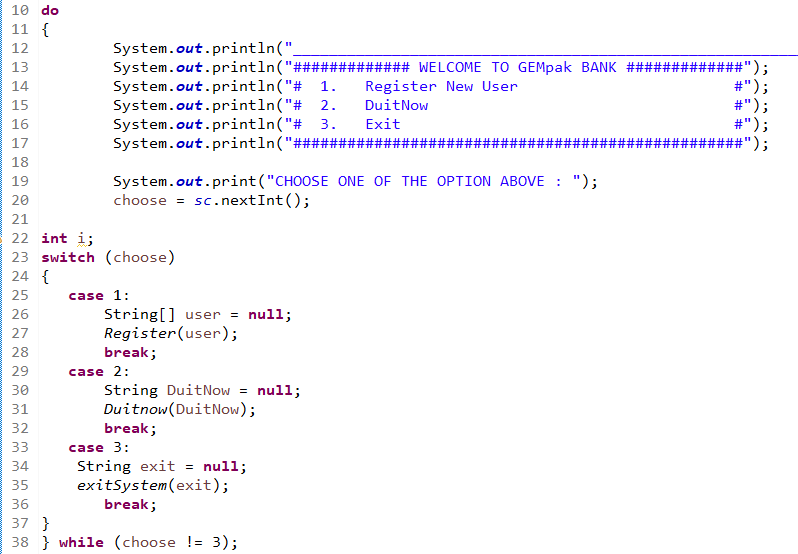 10 do
11 {
12         System.out.println("________________________________________________________
13         System.out.println("############# WELCOME TO GEMpak BANK #############");
14         System.out.println("#  1.   Register New User                        #");
15         System.out.println("#  2.   DuitNow                                  #");
16         System.out.println("#  3.   Exit                                     #");
17         System.out.println("##################################################");
18
19         System.out.print("CHOOSE ONE OF THE OPTION ABOVE : ");
20         choose = sc.nextInt();
21
22 int i;
23 switch (choose)
24 {
25    case 1:
26        String[] user = null;
27        Register(user);
28        break;
29    case 2:
30        String DuitNow = null;
31        Duitnow(DuitNow);
32        break;
33    case 3:
34     String exit = null;
35     exitSystem(exit);
36        break;
37 }
38 } while (choose != 3);